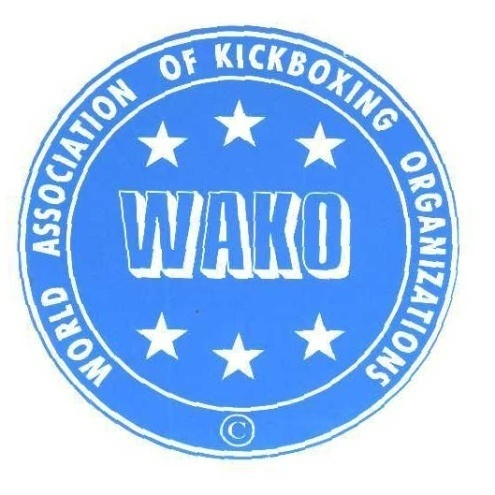 WORLD ASSOCIATION OF KICKBOXING ORGANIZATIONS
WAKO
©